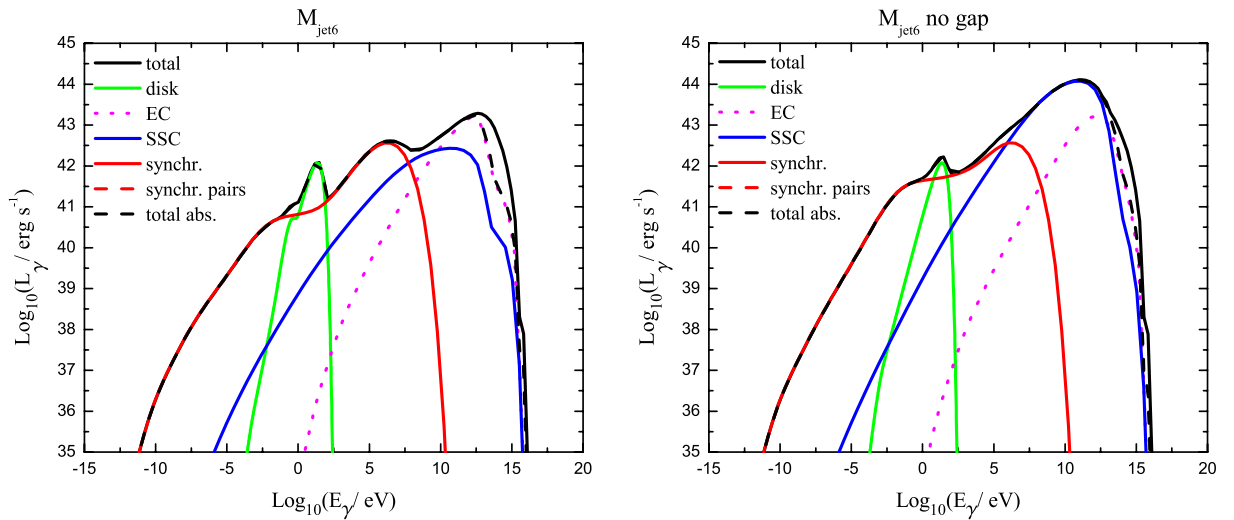 M_jet6
45
44
43
42
41
40
39
38
37
36
35
Log10(Lγ / erg s-1)
total
disk
EC
SSC
synchr.
synchr. pairs
total abs.
-15 -10 -5 0 5 10 15 20
Log10(Eγ/ eV)
M_jet6 no gap
45
44
43
42
41
40
39
38
37
36
35
Log10(Lγ / erg s-1)
total
disk
EC
SSC
synchr.
synchr. pairs
total abs.
-15 -10 -5 0 5 10 15 20
Log10(Eγ/ eV)